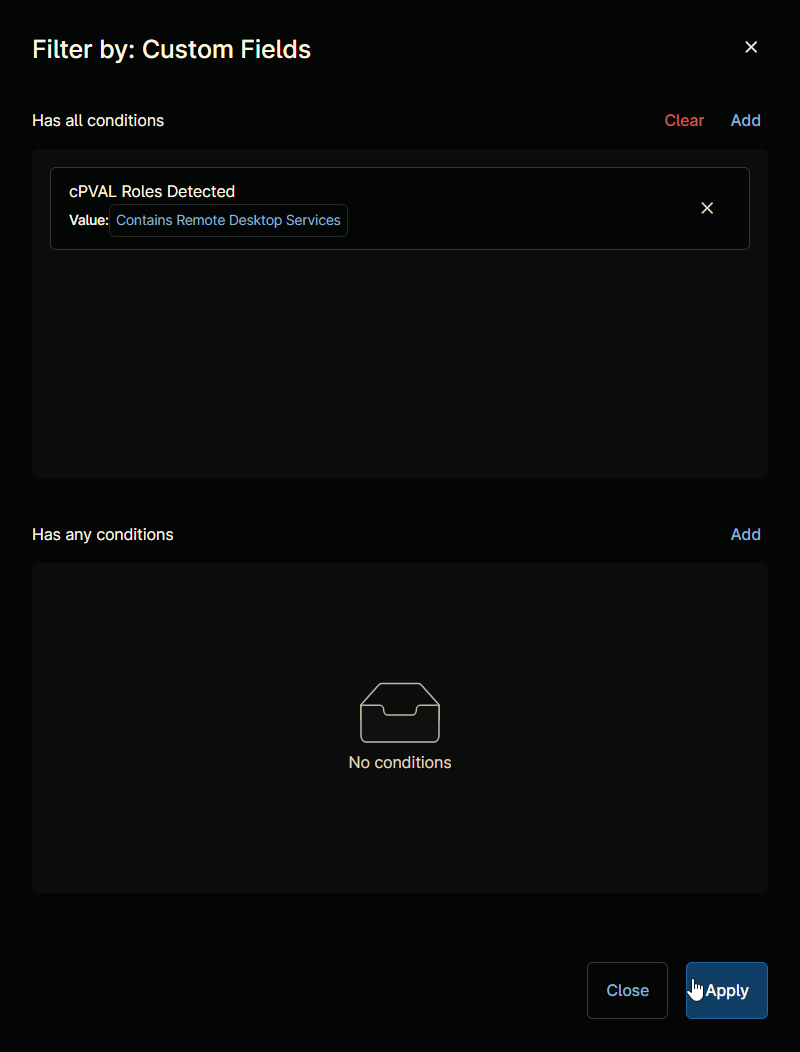 Filter by: Custom Fields
Has all conditions
Clear
Add
cPVAL Roles Detected
Value: Contains Remote Desktop Services
Has any conditions
Add
No conditions
Close
Apply